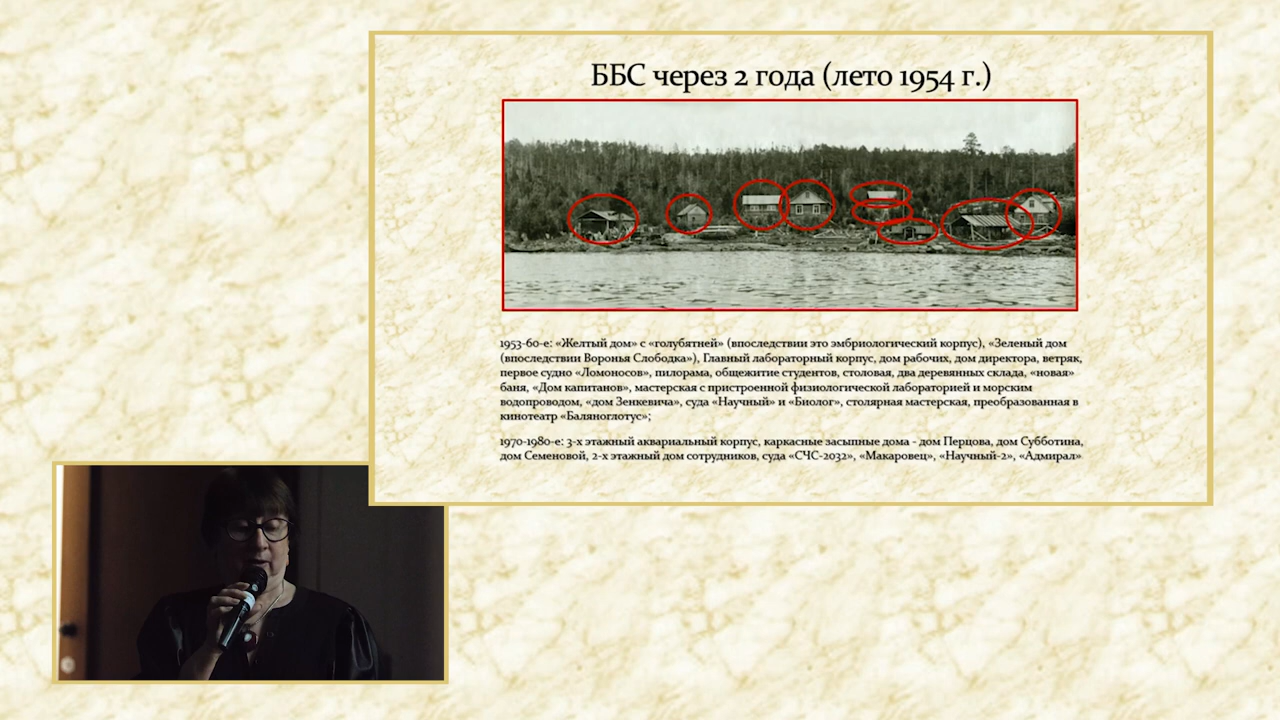 ББС через 2 года (лето 1954 г.)
1953-60-е: «Желтый дом» с «голубятней» (впоследствии это эмбриологический корпус), «Зеленый дом
(впоследствии Воронья Слободка»), Главный лабораторный корпус, дом рабочих, дом директора, ветряк,
первое судно «Ломоносов», пилорама, общежитие студентов, столовая, два деревянных склада, «новая»
баня, «Дом капитанов», мастерская с пристроенной физиологической лабораторией и морским
водопроводом, «дом Зенкевича», суда «Научный» и «Биолог», столярная мастерская, преобразованная в
кинотеатр «Баляноглотус»;
1970-1980-е: 3-х этажный аквариальный корпус, каркасные засыпные дома - дом Перцова, дом Субботина,
дом Семеновой, 2-х этажный дом сотрудников, суда «СЧС-2032», «Макаровец», «Научный-2», «Адмирал»